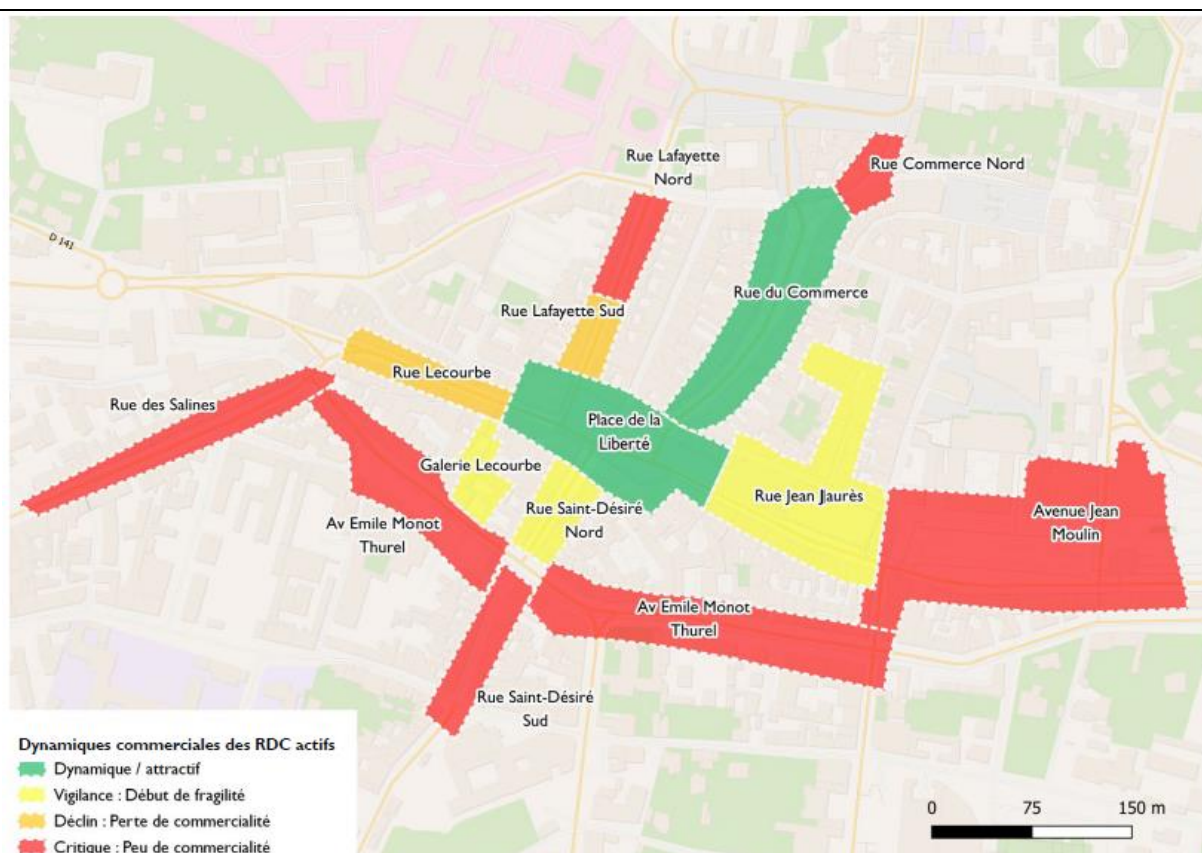 Rue Lafayette
Nord
Rue Commerce Nord
D 141
Rue du Commerce
Rue Lafayette Sud
Rue Lecourbe
Rue des Salines
Place de la
Liberté
Galerie Lecourbe
Rue Jean Jaurès
Rue Saint-Désiré
Nord
Avenue Jean
Moulin
Av Emile Monot
Thurel
Av Emile Monot
Thurel
Rue Saint-Désiré
Sud
Dynamiques commerciales des RDC actifs
Dynamique / attractif
Vigilance : Début de fragilité
Déclin : Perte de commercialité
Critique : Peu de commercialité
0 75 150 m